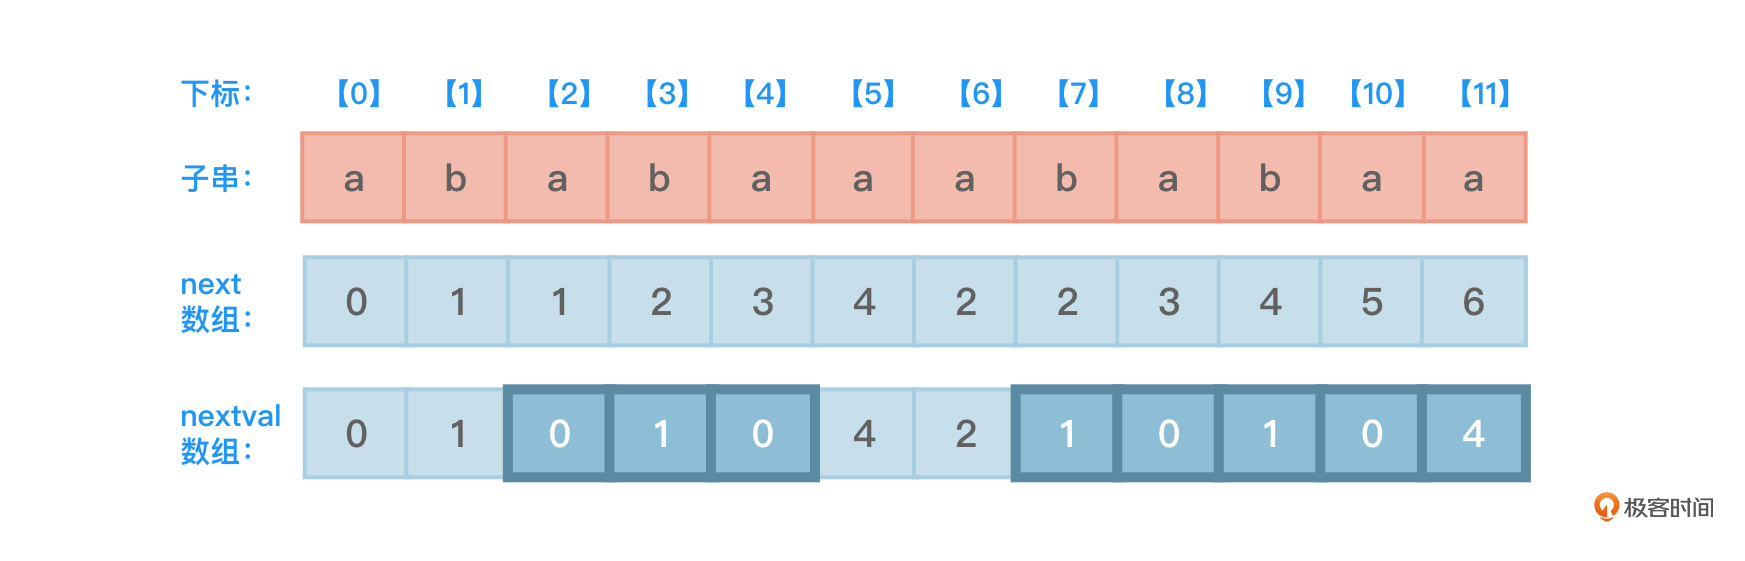 下标： 【0】 【1】 【2】 【3】 【4】 【5】 【6】 【7】 【8】 【9】 【10】 【11】
子串： a b a b a a a b a b a a
next
数组： 0 1 1 2 3 4 2 2 3 4 5 6
nextval
数组： 0 1 0 1 0 4 2 1 0 1 0 4
极客时间